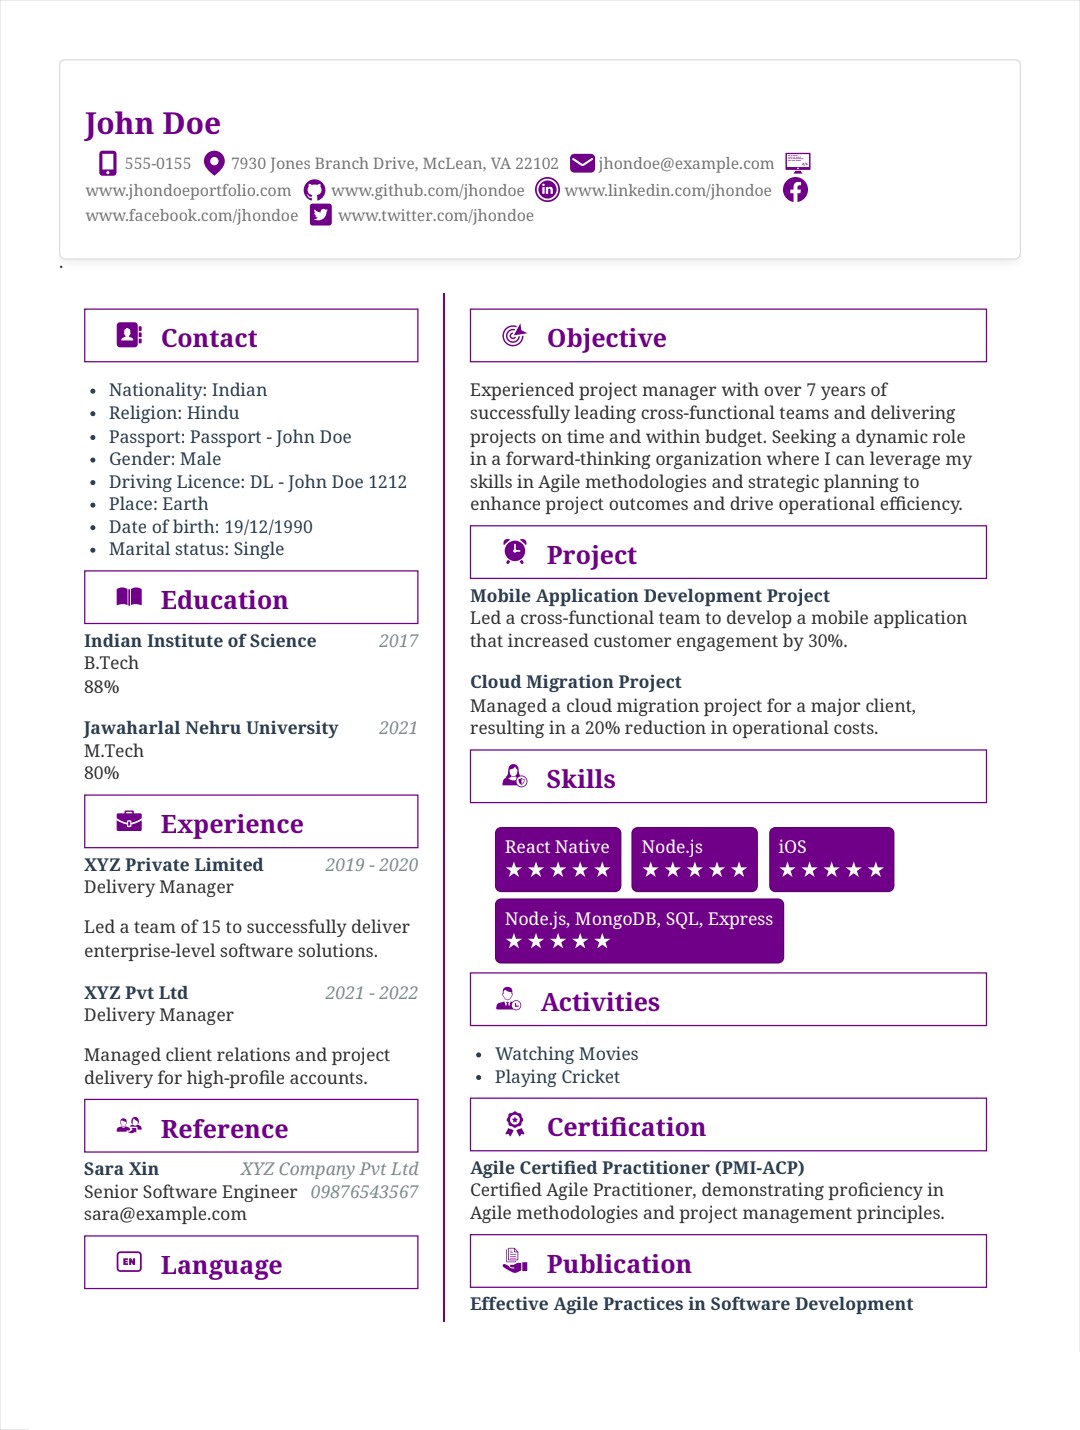 John Doe
555-0155 7930 Jones Branch Drive, McLean, VA 22102 jhondoe@example.com
www.jhondoeportfolio.com www.github.com/jhondoe www.linkedin.com/jhondoe
www.facebook.com/jhondoe www.twitter.com/jhondoe
.
Contact
• Nationality: Indian
• Religion: Hindu
• Passport: Passport - John Doe
• Gender: Male
• Driving Licence: DL - John Doe 1212
• Place: Earth
• Date of birth: 19/12/1990
• Marital status: Single
Education
Indian Institute of Science 2017
B.Tech
88%
Jawaharlal Nehru University 2021
M.Tech
80%
Experience
XYZ Private Limited 2019 - 2020
Delivery Manager
Led a team of 15 to successfully deliver
enterprise-level software solutions.
XYZ Pvt Ltd 2021 - 2022
Delivery Manager
Managed client relations and project
delivery for high-profile accounts.
Reference
Sara Xin XYZ Company Pvt Ltd
Senior Software Engineer 09876543567
sara@example.com
EN Language
Objective
Experienced project manager with over 7 years of
successfully leading cross-functional teams and delivering
projects on time and within budget. Seeking a dynamic role
in a forward-thinking organization where I can leverage my
skills in Agile methodologies and strategic planning to
enhance project outcomes and drive operational efficiency.
Project
Mobile Application Development Project
Led a cross-functional team to develop a mobile application
that increased customer engagement by 30%.
Cloud Migration Project
Managed a cloud migration project for a major client,
resulting in a 20% reduction in operational costs.
Skills
React Native Node.js iOS
★★★★★ ★★★★★ ★★★★★
Node.js, MongoDB, SQL, Express
★★★★★
Activities
• Watching Movies
• Playing Cricket
Certification
Agile Certified Practitioner (PMI-ACP)
Certified Agile Practitioner, demonstrating proficiency in
Agile methodologies and project management principles.
Publication
Effective Agile Practices in Software Development